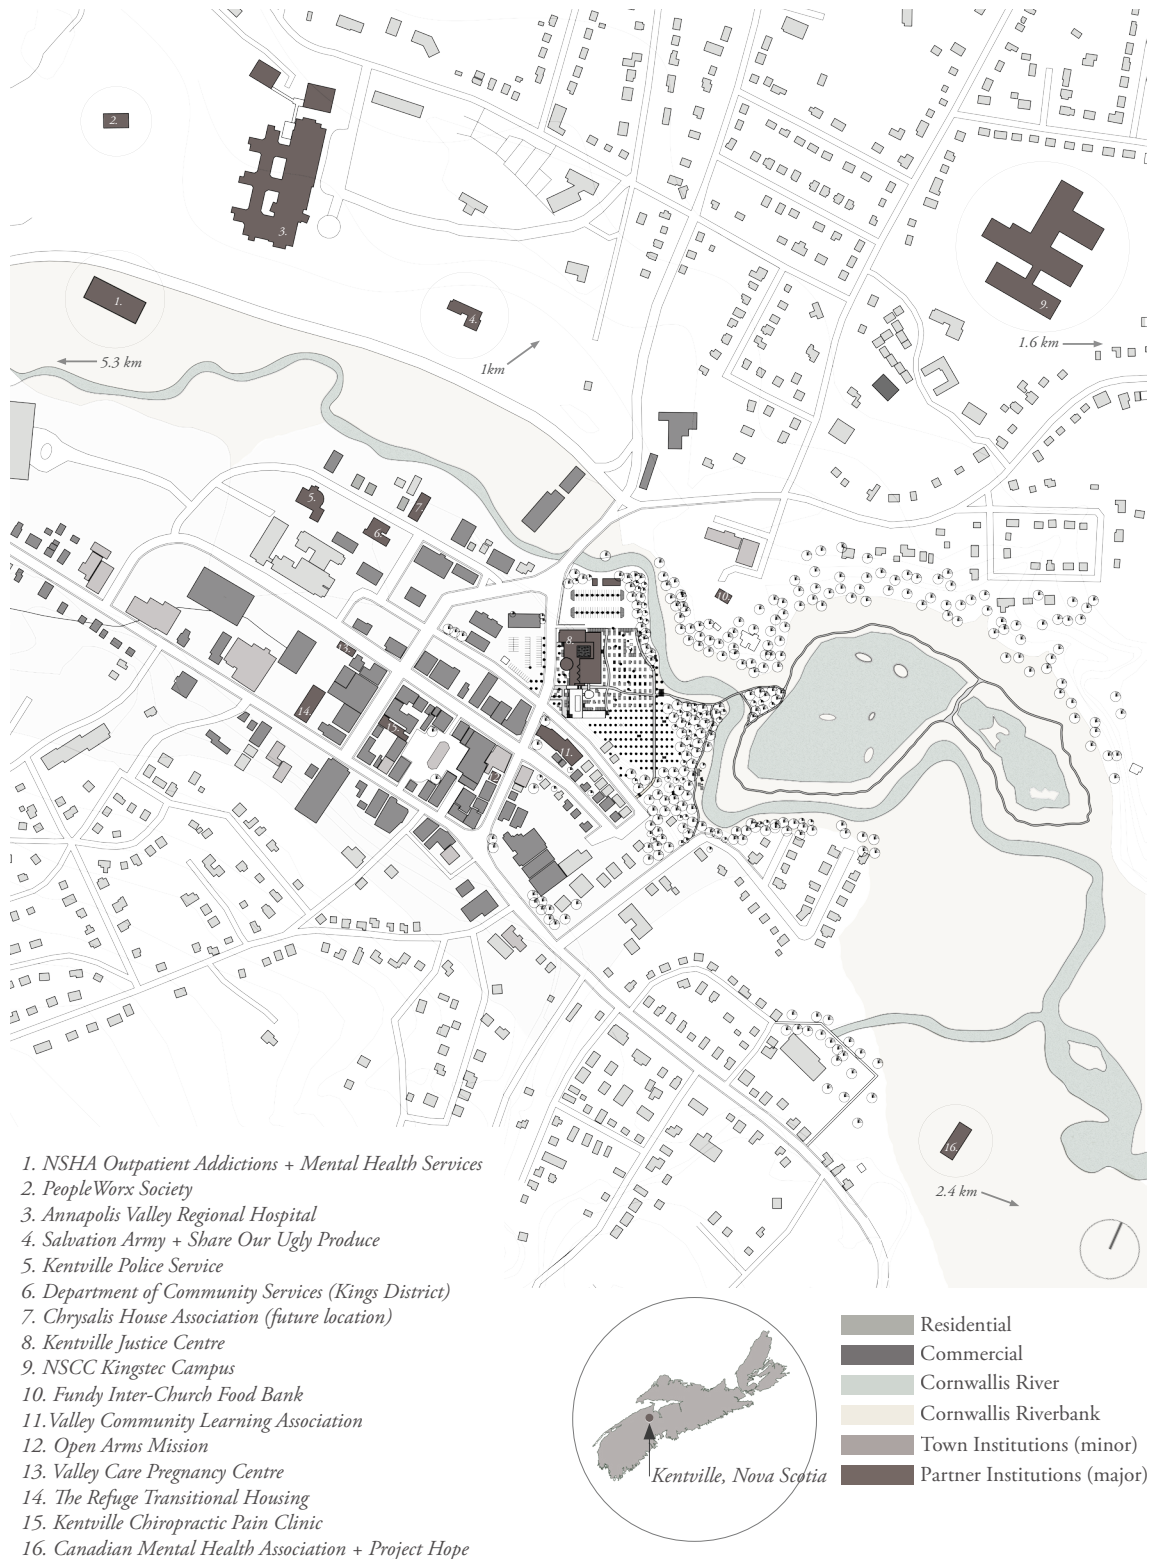 2.
3.
1.
4.
9.
5.3 km
1km
1.6 km
5.
7.
6.
10.
8.
13.
14.
15.
11.
12.
16.
2.4 km
1. NSHA Outpatient Addictions + Mental Health Services
2. PeopleWorx Society
3. Annapolis Valley Regional Hospital
4. Salvation Army + Share Our Ugly Produce
5. Kentville Police Service
6. Department of Community Services (Kings District)
7. Chrysalis House Association (future location)
8. Kentville Justice Centre
9. NSCC Kingstec Campus
10. Fundy Inter-Church Food Bank
11.Valley Community Learning Association
12. Open Arms Mission
13. Valley Care Pregnancy Centre
14. The Refuge Transitional Housing
15. Kentville Chiropractic Pain Clinic
16. Canadian Mental Health Association + Project Hope
Kentville, Nova Scotia
Residential
Commercial
Cornwallis River
Cornwallis Riverbank
Town Institutions (minor)
Partner Institutions (major)